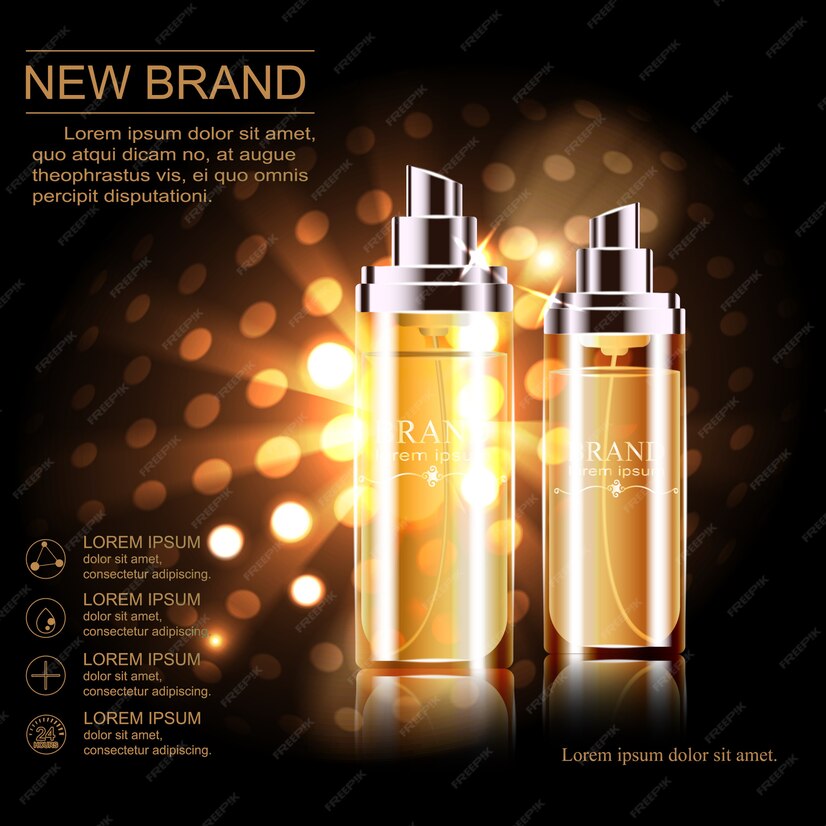 NEW BRAND
Lorem ipsum dolor sit amet,
quo atqui dicam no, at augue
theophrastus vis, ei quo omnis
percipit disputationi.
BRAND
lorem ipsum
BRAND
lorem ipsum
LOREM IPSUM
dolor sit amet,
consectetur adipiscing.
LOREM IPSUM
dolor sit amet,
consectetur adipiscing.
LOREM IPSUM
dolor sit amet,
consectetur adipiscing.
LOREM IPSUM
dolor sit amet,
consectetur adipiscing.
24
HOURS
Lorem ipsum dolor sit amet.
FREEPIK